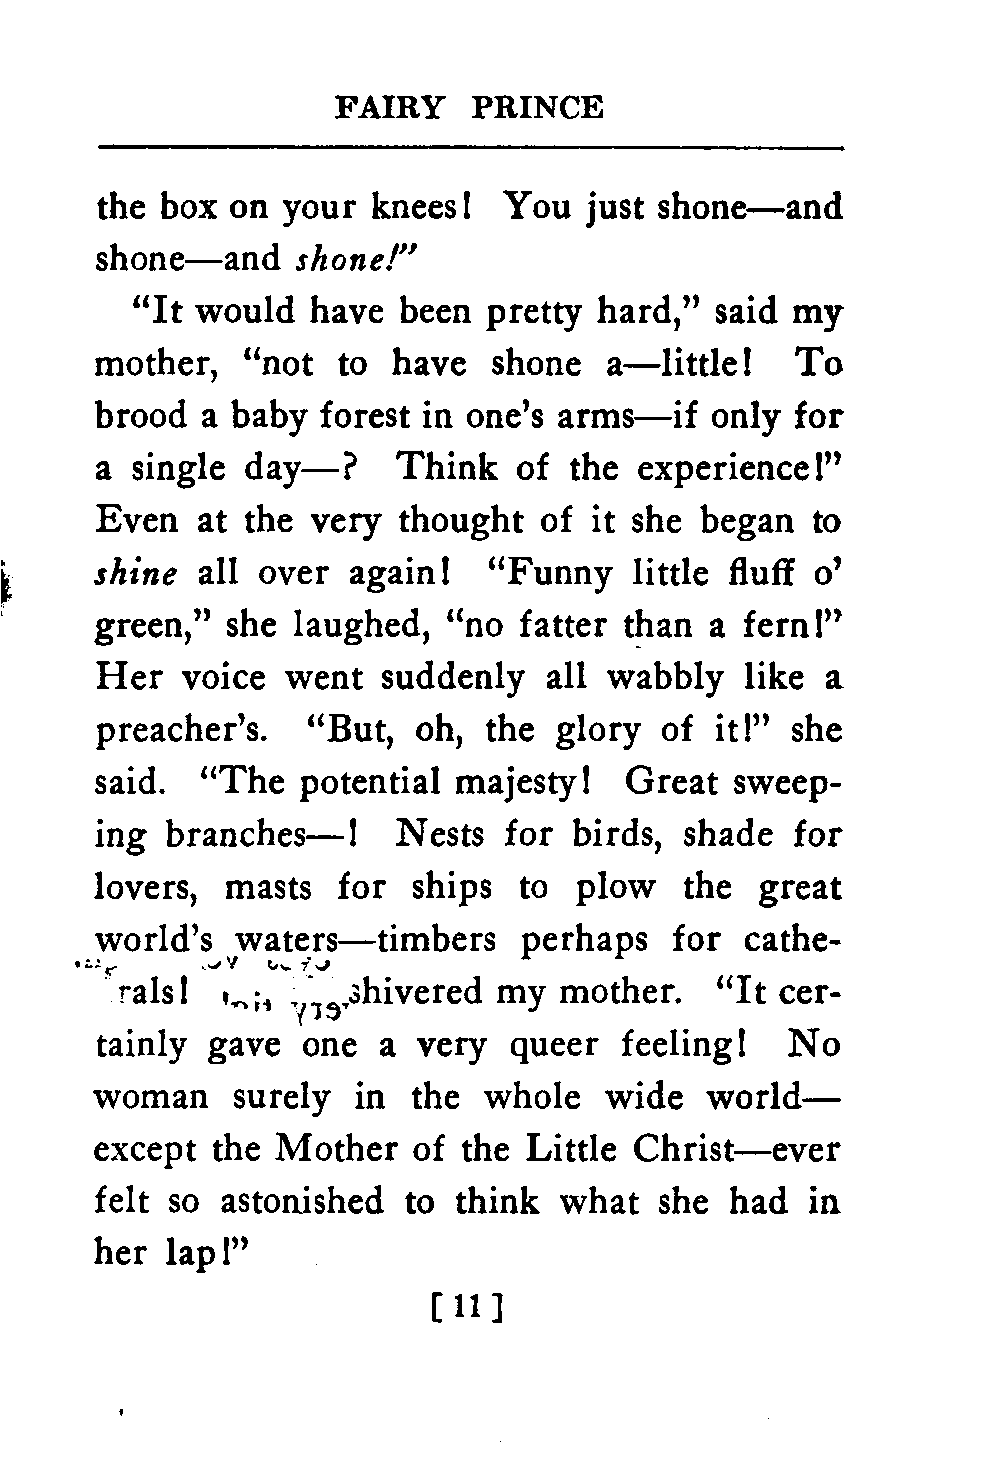 FAIRY PRINCE
the box on your knees! You just shone—and
shone—and shone!”
“It would have been pretty hard,” said my
mother, “not to have shone a—little! To
brood a baby forest in one’s arms—if only for
a single day—? Think of the experience!”
Even at the very thought of it she began to
shine all over again! “Funny little fluff o’
green,” she laughed, “no fatter than a fern!”
Her voice went suddenly all wabbly like a
preacher’s. “But, oh, the glory of it!” she
said. “The potential majesty! Great sweep-
ing branches—! Nests for birds, shade for
lovers, masts for ships to plow the great
world’s waters—timbers perhaps for cathe-
rals! shivered my mother. “It cer-
tainly gave one a very queer feeling! No
woman surely in the whole wide world—
except the Mother of the Little Christ—ever
felt so astonished to think what she had in
her lap!”
[ 11 ]